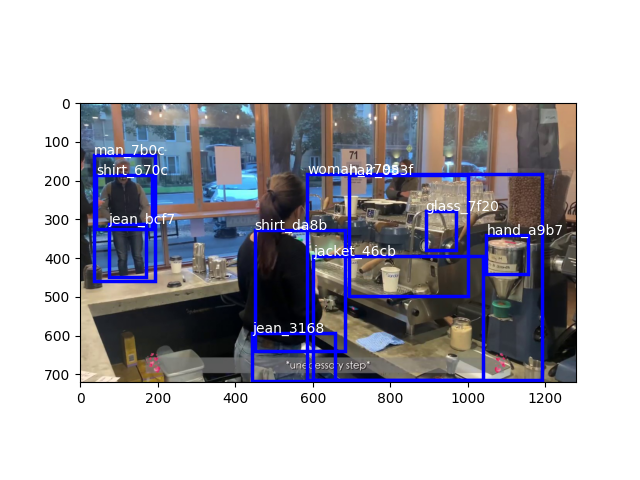 0
100
200
300
400
500
600
700
0
200
400
600
800
1000
1200
man_7b0c
shirt_670c
jean_bcf7
71
glass_7f20
shirt_da8b
hand_a9b7
jacket_46cb
jean_3168
*unecessary step*